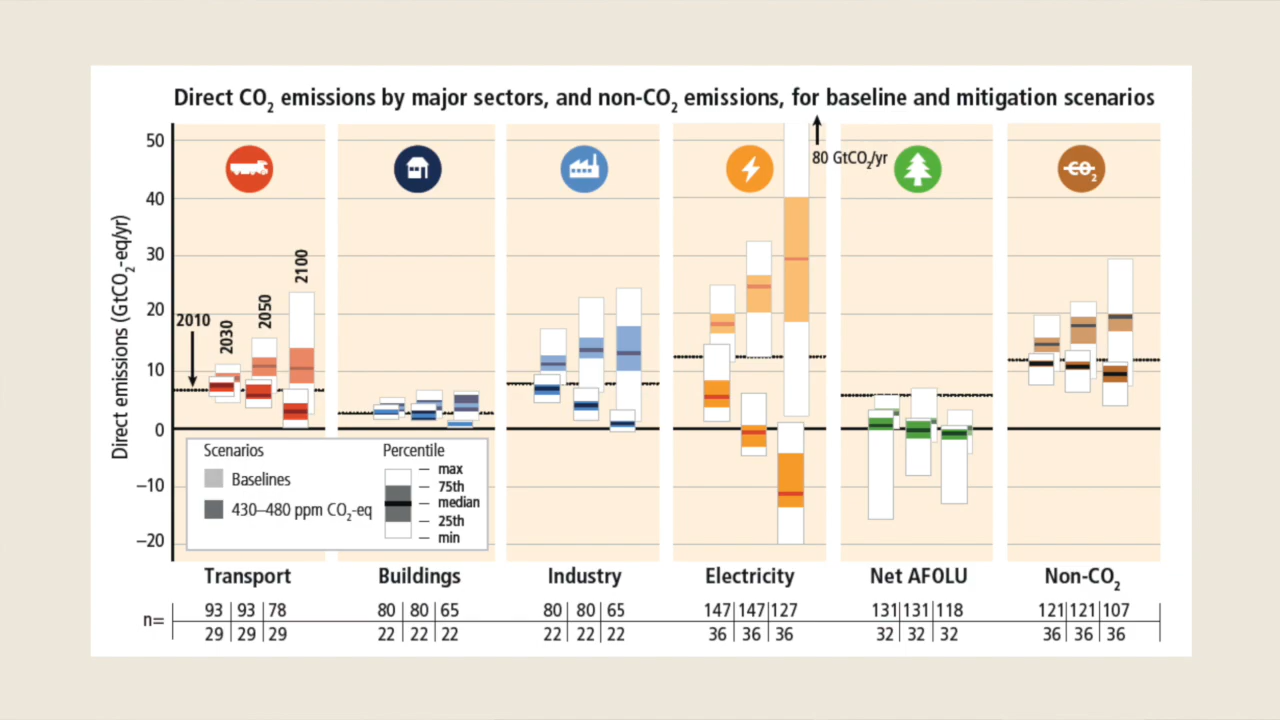 Direct CO₂ emissions by major sectors, and non-CO₂ emissions, for baseline and mitigation scenarios
Direct emissions (GtCO₂-eq/yr)
50
40
30
20
10
0
–10
–20
2010
2030
2050
2100
80 GtCO₂/yr
CO₂
Scenarios
Baselines
430–480 ppm CO₂-eq
Percentile
max
75th
median
25th
min
Transport Buildings Industry Electricity Net AFOLU Non-CO₂
n=
93 93 78 80 80 65 80 80 65 147 147 127 131 131 118 121 121 107
29 29 29 22 22 22 22 22 22 36 36 36 32 32 32 36 36 36